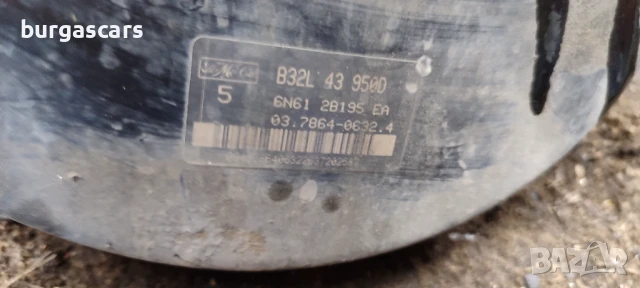 burgascars
B32L 43 950D
5
6N61 2B195 EA
03.7864-0632.4
BAZAR